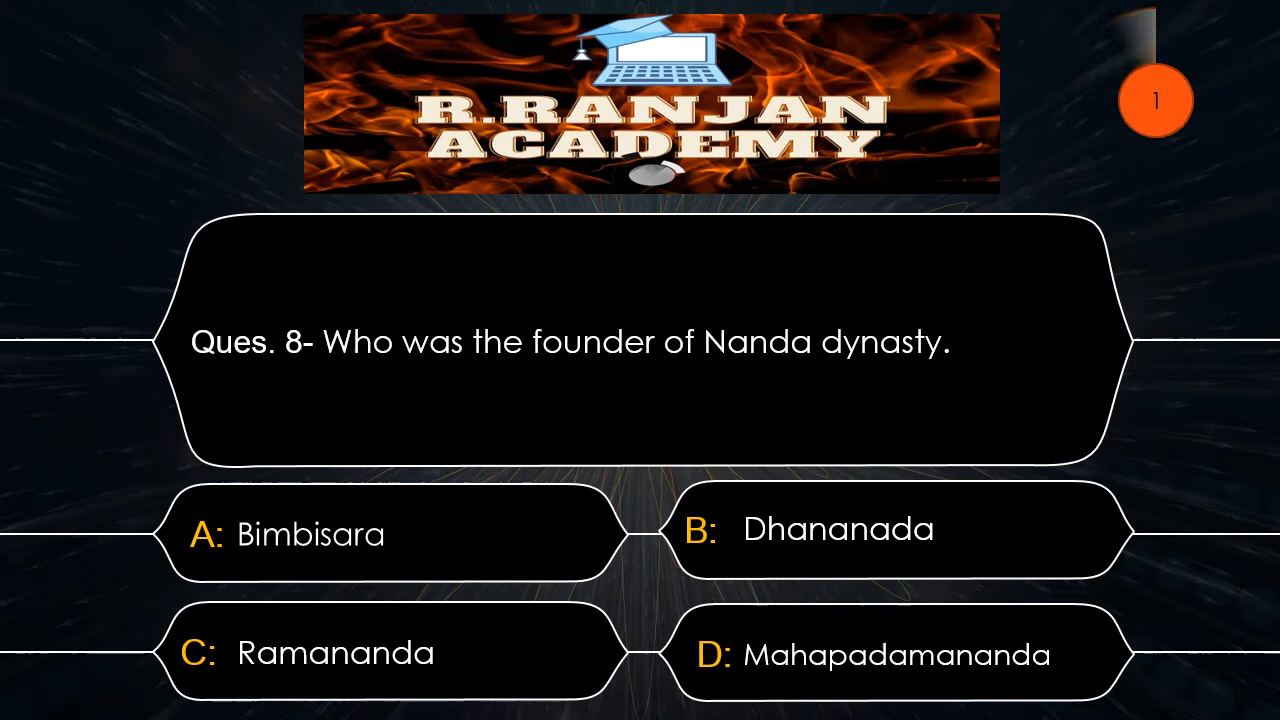 R.RANJAN
ACADEMY
1
Ques. 8- Who was the founder of Nanda dynasty.
A: Bimbisara
B: Dhananada
C: Ramananda
D: Mahapadamananda